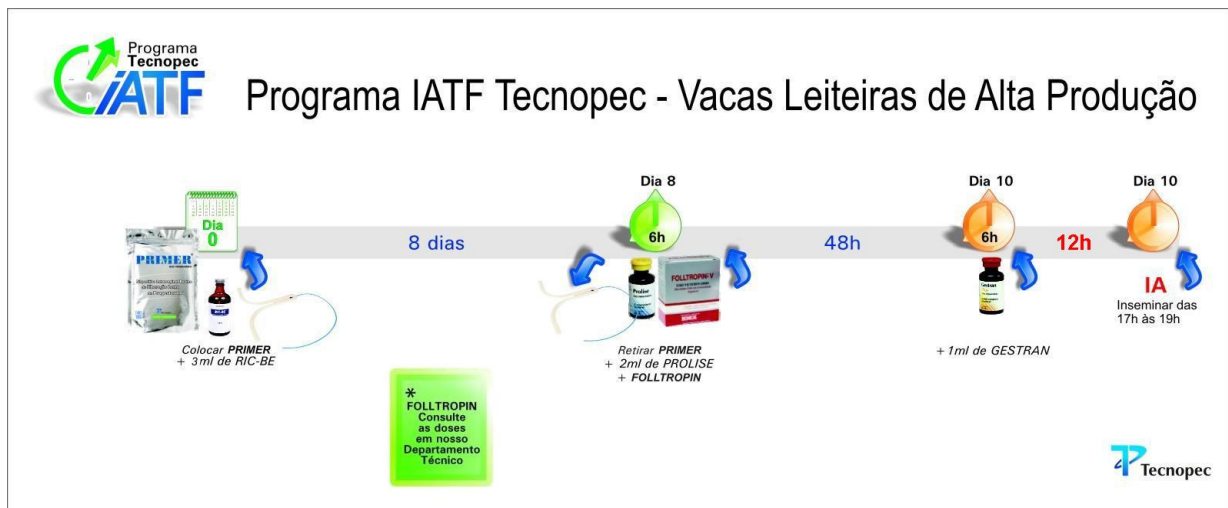 Programa
Tecnopec
iATF
Programa IATF Tecnopec - Vacas Leiteiras de Alta Produção
Dia 8
Dia 10
Dia 10
Dia
0
8 dias
6h
48h
6h
12h
PRIMER
Prolise
FOLLTROPIN-V
Gestran
IA
Inseminar das
17h às 19h
Colocar PRIMER
+ 3ml de RIC-BE
Retirar PRIMER
+ 2ml de PROLISE
+ FOLLTROPIN
+ 1ml de GESTRAN
*
FOLLTROPIN
Consulte
as doses
em nosso
Departamento
Técnico
Tecnopec